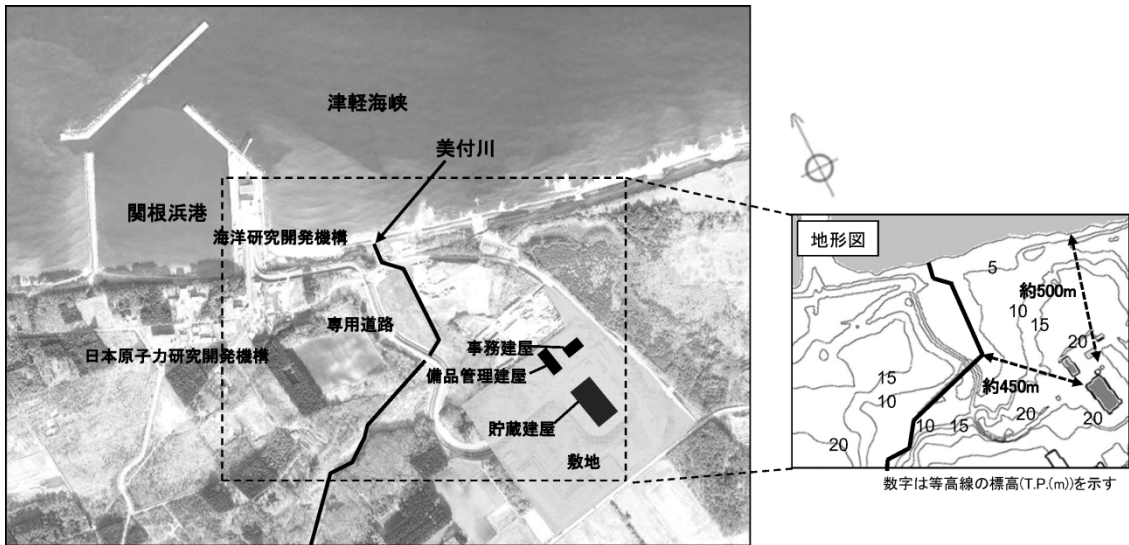 津軽海峡
美付川
関根浜港
海洋研究開発機構
専用道路
日本原子力研究開発機構
事務建屋
備品管理建屋
貯蔵建屋
敷地
地形図
5
約500m
10
15
20
約450m
15
10
20
10
15
20
20
数字は等高線の標高(T.P.(m))を示す